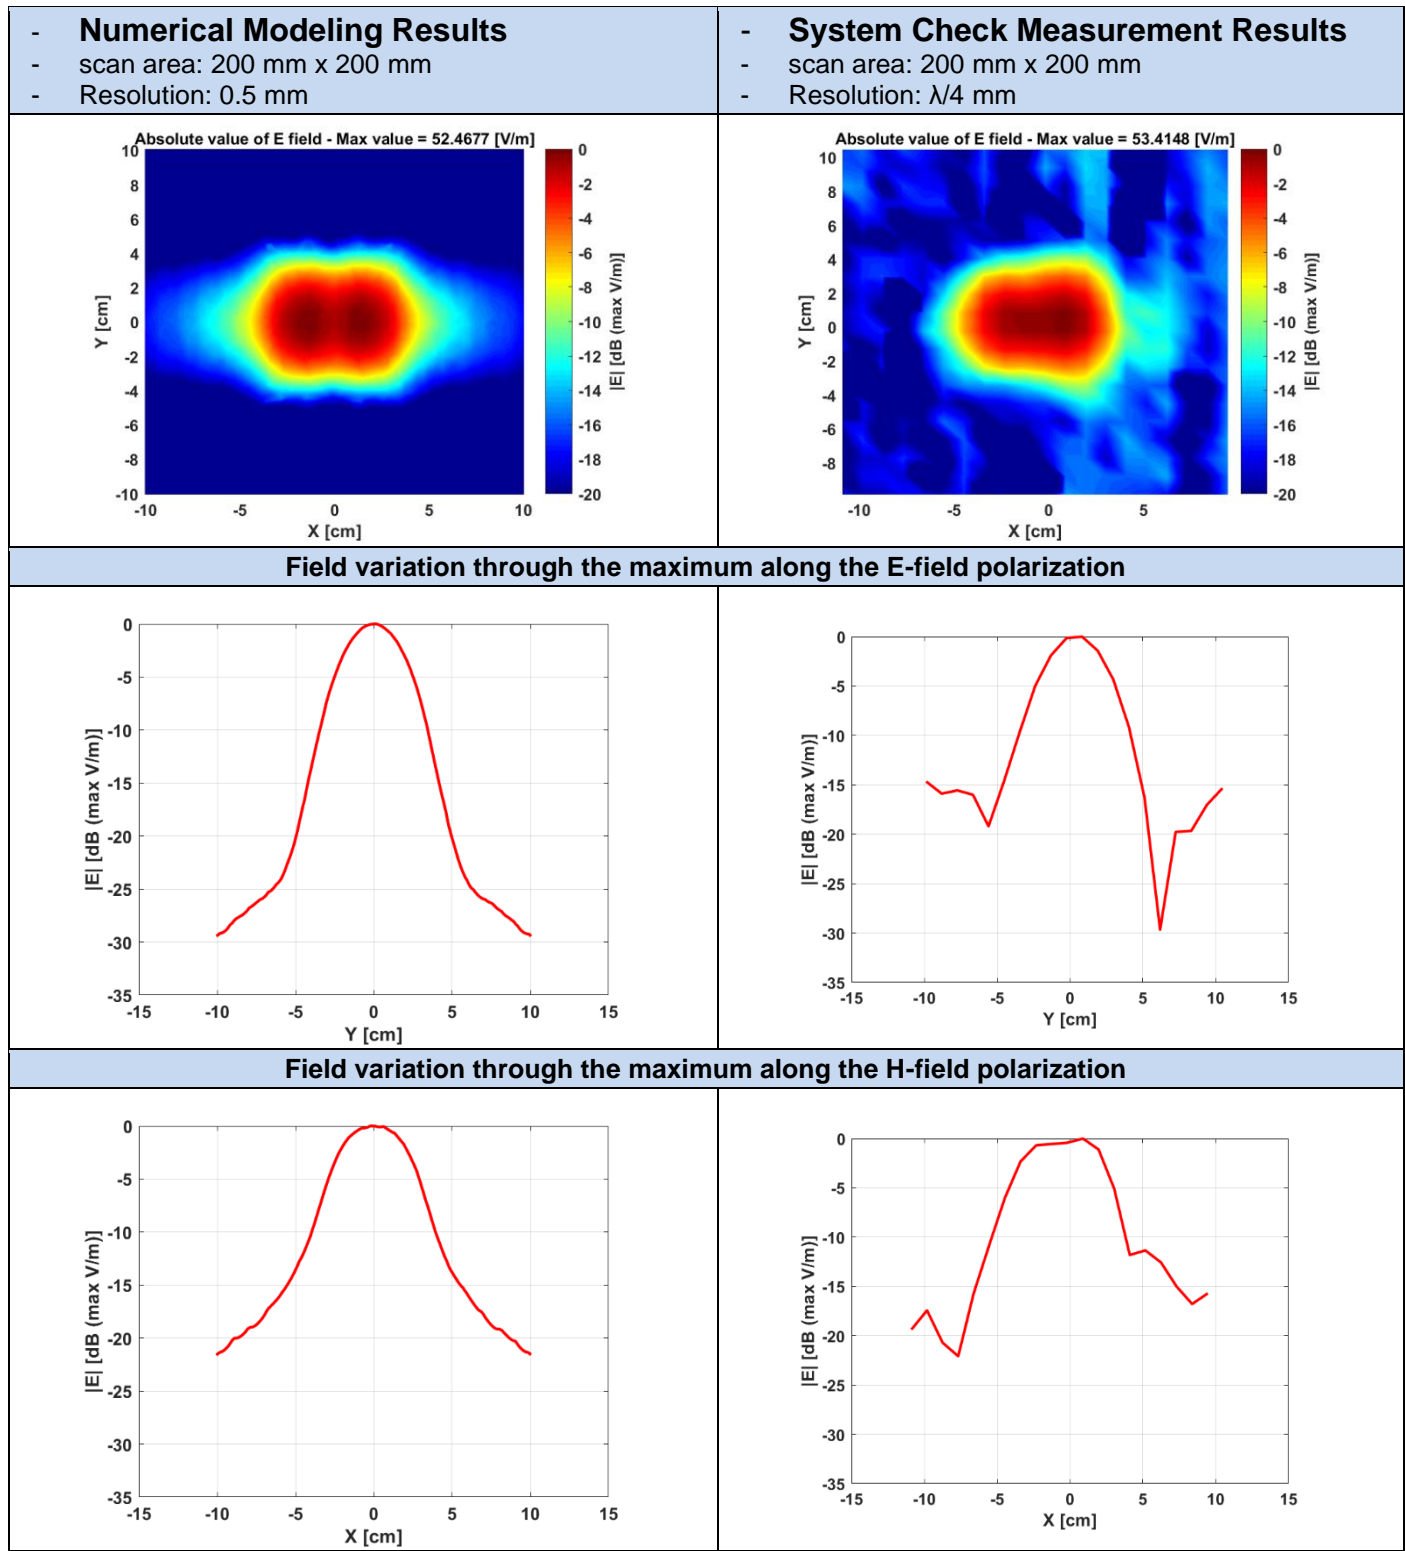 - Numerical Modeling Results
- scan area: 200 mm x 200 mm
- Resolution: 0.5 mm
- System Check Measurement Results
- scan area: 200 mm x 200 mm
- Resolution: λ/4 mm
Absolute value of E field - Max value = 52.4677 [V/m]
10
8
6
4
2
0
-2
-4
-6
-8
-10
Y [cm]
-10 -5 0 5 10
X [cm]
0
-2
-4
-6
-8
-10
-12
-14
-16
-18
-20
|E| [dB (max V/m)]
Absolute value of E field - Max value = 53.4148 [V/m]
10
8
6
4
2
0
-2
-4
-6
-8
Y [cm]
-10 -5 0 5
X [cm]
0
-2
-4
-6
-8
-10
-12
-14
-16
-18
-20
|E| [dB (max V/m)]
Field variation through the maximum along the E-field polarization
0
-5
-10
-15
-20
-25
-30
-35
|E| [dB (max V/m)]
-15 -10 -5 0 5 10 15
Y [cm]
0
-5
-10
-15
-20
-25
-30
-35
|E| [dB (max V/m)]
-15 -10 -5 0 5 10 15
Y [cm]
Field variation through the maximum along the H-field polarization
0
-5
-10
-15
-20
-25
-30
-35
|E| [dB (max V/m)]
-15 -10 -5 0 5 10 15
X [cm]
0
-5
-10
-15
-20
-25
-30
-35
|E| [dB (max V/m)]
-15 -10 -5 0 5 10 15
X [cm]